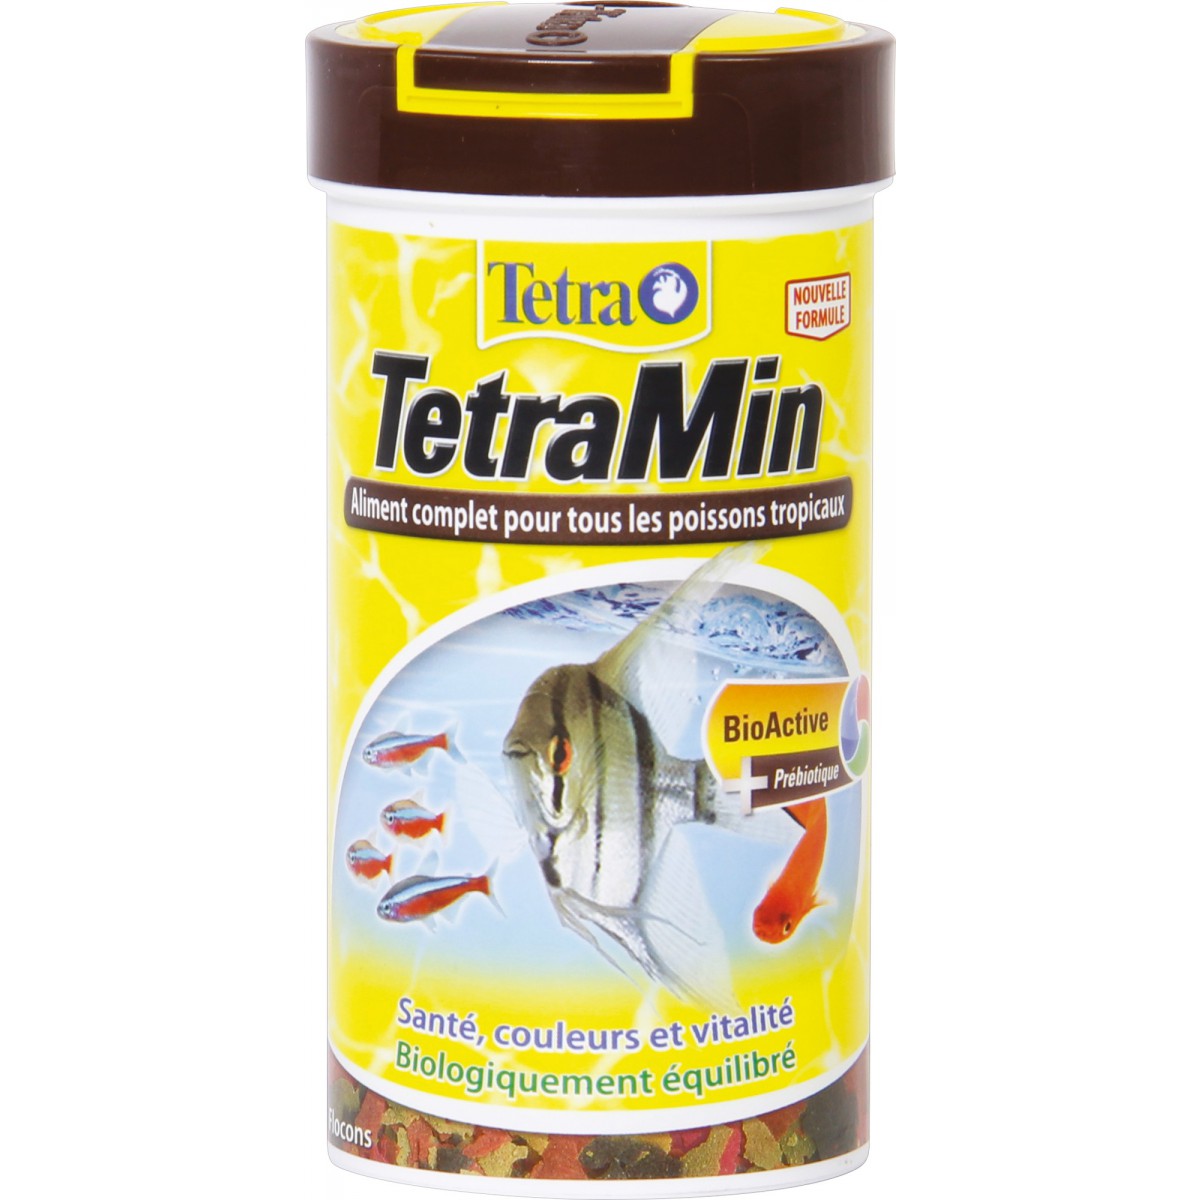 Tetra
NOUVELLE
FORMULE
TetraMin
Aliment complet pour tous les poissons tropicaux
BioActive
+ Prébiotique
Santé, couleurs et vitalité
Biologiquement équilibré
Flocons